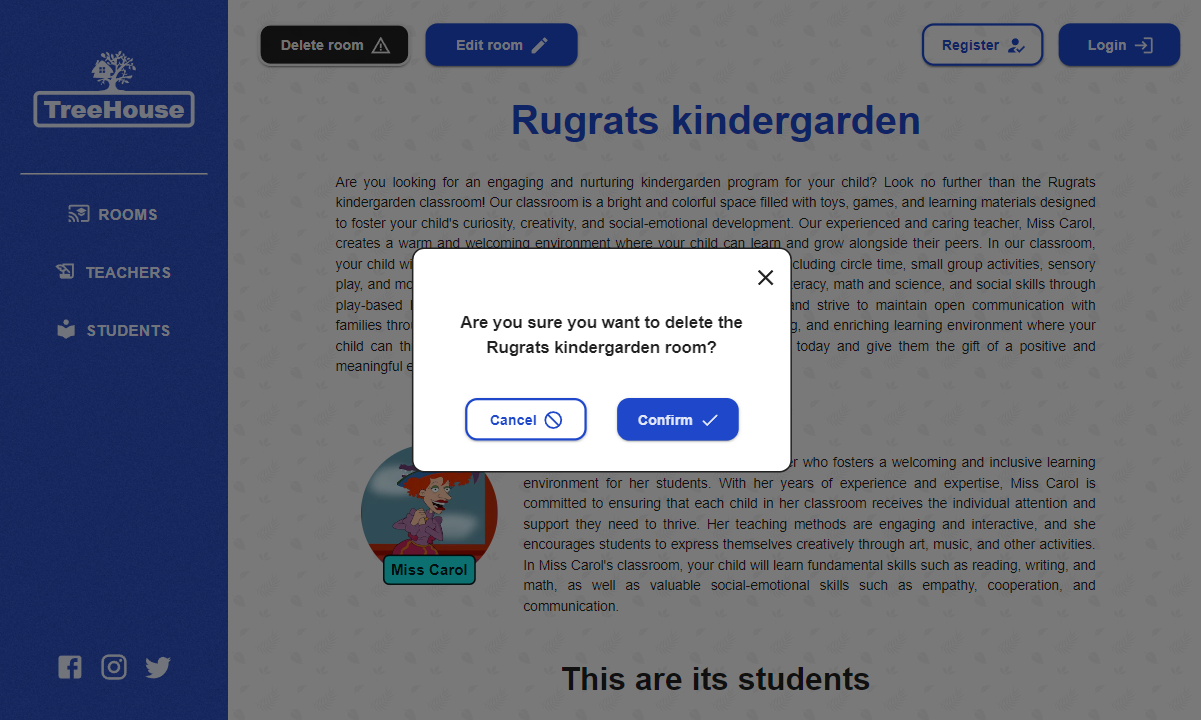 TreeHouse
ROOMS
TEACHERS
STUDENTS
Delete room
Edit room
Register
Login
Rugrats kindergarden
Are you looking for an engaging and nurturing kindergarden program for your child? Look no further than the Rugrats
kindergarden classroom! Our classroom is a bright and colorful space filled with toys, games, and learning materials designed
to foster your child's curiosity, creativity, and social-emotional development. Our experienced and caring teacher, Miss Carol,
creates a warm and welcoming environment where your child can learn and grow alongside their peers. In our classroom,
your child cluding circle time, small group activities, sensory
play, and math and science, and social skills through
play-based and strive to maintain open communication with
families and enriching learning environment where your
child can today and give them the gift of a positive and
meaningful
Are you sure you want to delete the
Rugrats kindergarden room?
Cancel
Confirm
who fosters a welcoming and inclusive learning
environment for her students. With her years of experience and expertise, Miss Carol is
committed to ensuring that each child in her classroom receives the individual attention and
support they need to thrive. Her teaching methods are engaging and interactive, and she
encourages students to express themselves creatively through art, music, and other activities.
In Miss Carol's classroom, your child will learn fundamental skills such as reading, writing, and
math, as well as valuable social-emotional skills such as empathy, cooperation, and
communication.
Miss Carol
This are its students